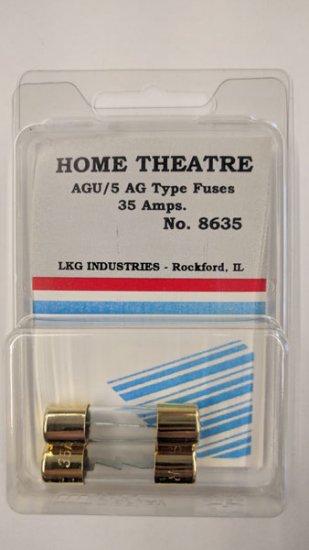 HOME THEATRE
AGU/5 AG Type Fuses
35 Amps.
No. 8635
LKG INDUSTRIES - Rockford, IL